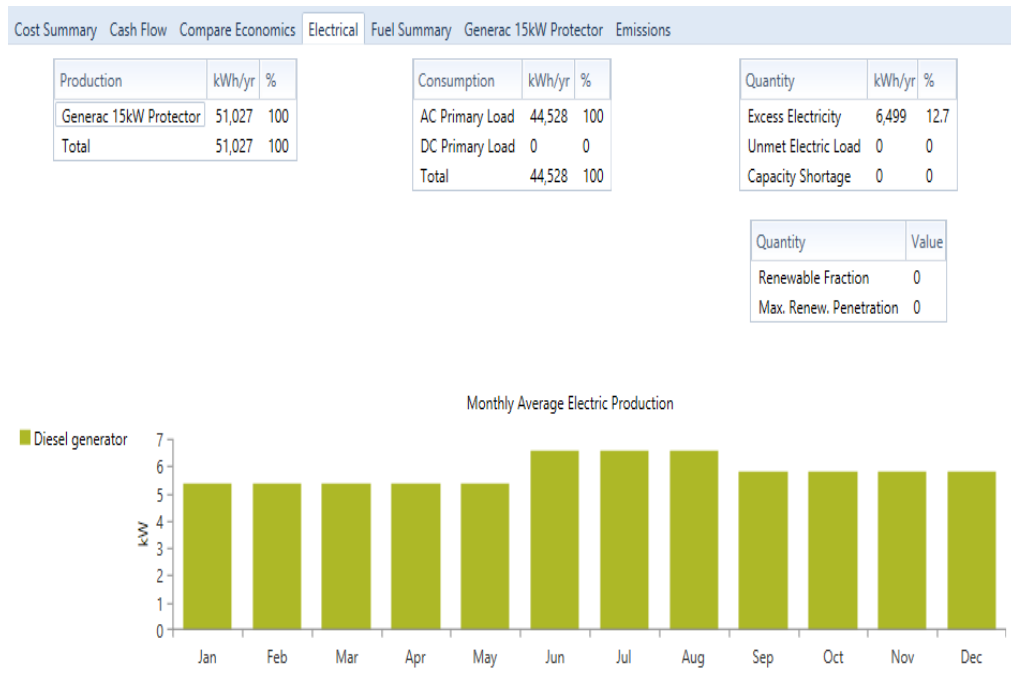 Cost Summary Cash Flow Compare Economics Electrical Fuel Summary Generac 15kW Protector Emissions
Production kWh/yr %
Generac 15kW Protector 51,027 100
Total 51,027 100
Consumption kWh/yr %
AC Primary Load 44,528 100
DC Primary Load 0 0
Total 44,528 100
Quantity kWh/yr %
Excess Electricity 6,499 12.7
Unmet Electric Load 0 0
Capacity Shortage 0 0
Quantity Value
Renewable Fraction 0
Max. Renew. Penetration 0
Monthly Average Electric Production
Diesel generator
kW
7
6
5
4
3
2
1
0
Jan Feb Mar Apr May Jun Jul Aug Sep Oct Nov Dec